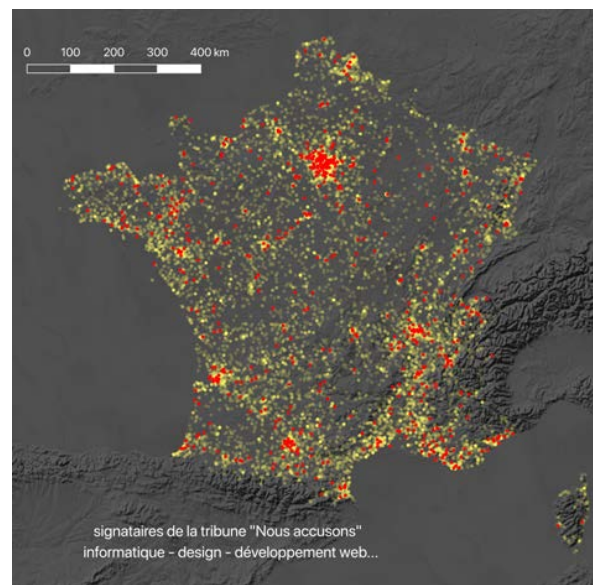 0 100 200 300 400 km
signataires de la tribune "Nous accusons"
informatique - design - développement web...